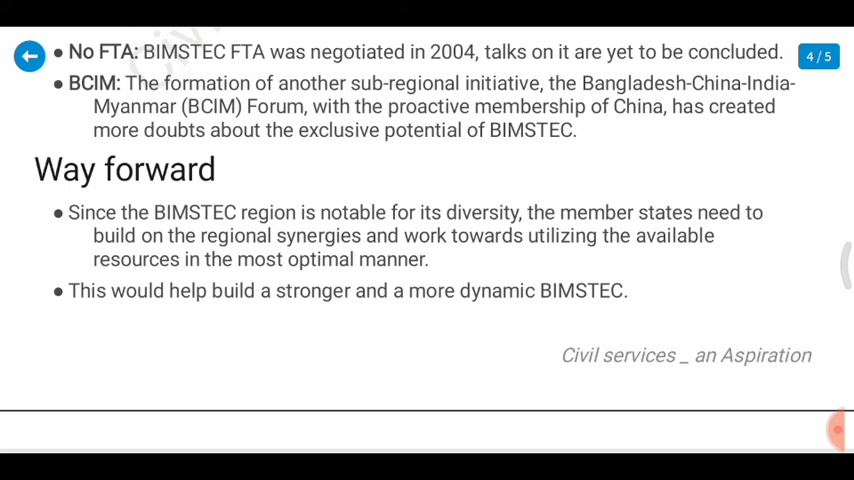 ● No FTA: BIMSTEC FTA was negotiated in 2004, talks on it are yet to be concluded.
4 / 5
● BCIM: The formation of another sub-regional initiative, the Bangladesh-China-India-
Myanmar (BCIM) Forum, with the proactive membership of China, has created
more doubts about the exclusive potential of BIMSTEC.
Way forward
● Since the BIMSTEC region is notable for its diversity, the member states need to
build on the regional synergies and work towards utilizing the available
resources in the most optimal manner.
● This would help build a stronger and a more dynamic BIMSTEC.
Civil services _ an Aspiration